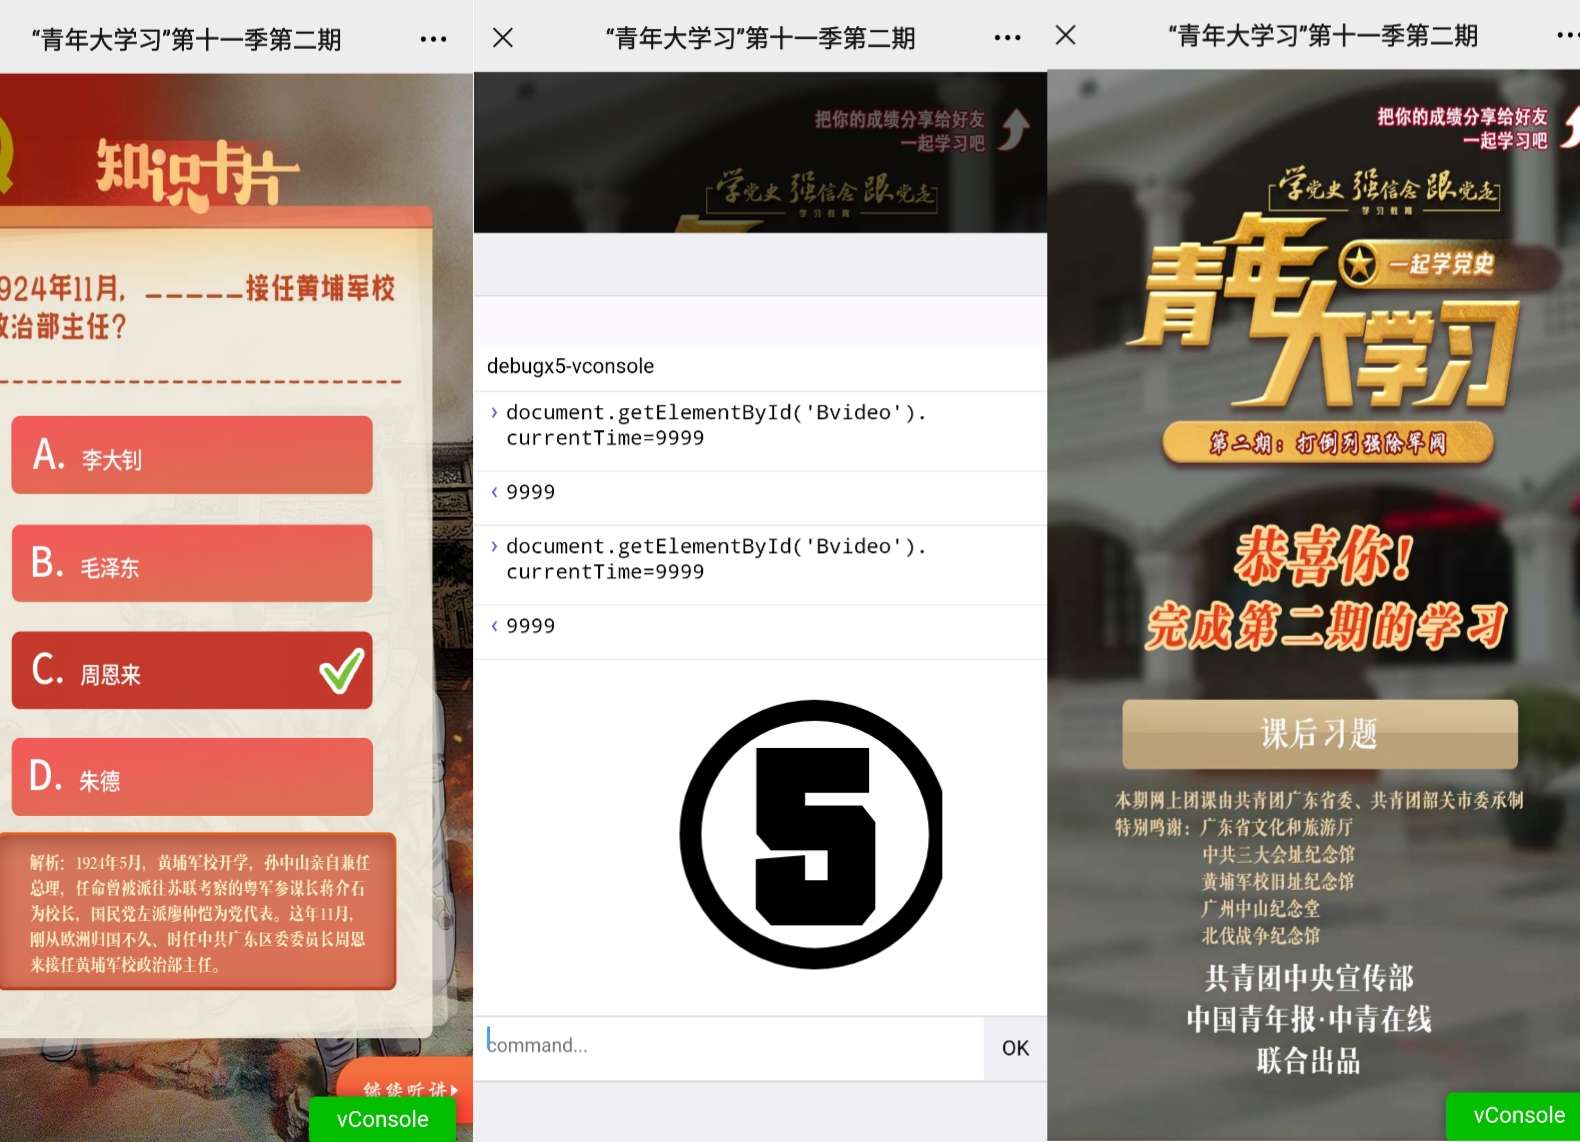 “青年大学习”第十一季第二期
知识卡片
924年11月，_____接任黄埔军校
政治部主任？
A. 李大钊
B. 毛泽东
C. 周恩来
D. 朱德
解析：1924年5月，黄埔军校开学，孙中山亲自兼任
总理，任命曾被派往苏联考察的粤军参谋长蒋介石
为校长，国民党左派廖仲恺为党代表。这年11月，
刚从欧洲归国不久、时任中共广东区委委员长周恩
来接任黄埔军校政治部主任。
继续听讲
vConsole
“青年大学习”第十一季第二期
把你的成绩分享给好友
一起学习吧
学党史 强信念 跟党走
学习教育
debugx5-vconsole
document.getElementById('Bvideo').
currentTime=9999
9999
document.getElementById('Bvideo').
currentTime=9999
9999
5
command...
OK
“青年大学习”第十一季第二期
把你的成绩分享给好友
一起学习吧
学党史 强信念 跟党走
学习教育
青年大学习
一起学党史
第二期：打倒列强除军阀
恭喜你！
完成第二期的学习
课后习题
本期网上团课由共青团广东省委、共青团韶关市委承制
特别鸣谢：广东省文化和旅游厅
中共三大会址纪念馆
黄埔军校旧址纪念馆
广州中山纪念堂
北伐战争纪念馆
共青团中央宣传部
中国青年报·中青在线
联合出品
vConsole